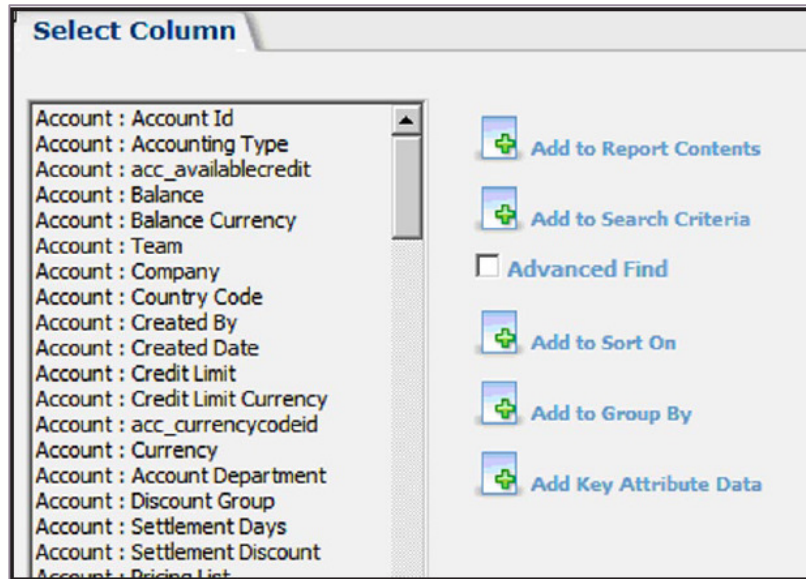 Select Column
Account : Account Id
Account : Accounting Type
Account : acc_availablecredit
Account : Balance
Account : Balance Currency
Account : Team
Account : Company
Account : Country Code
Account : Created By
Account : Created Date
Account : Credit Limit
Account : Credit Limit Currency
Account : acc_currencycodeid
Account : Currency
Account : Account Department
Account : Discount Group
Account : Settlement Days
Account : Settlement Discount
Account : Pricing List
Add to Report Contents
Add to Search Criteria
Advanced Find
Add to Sort On
Add to Group By
Add Key Attribute Data